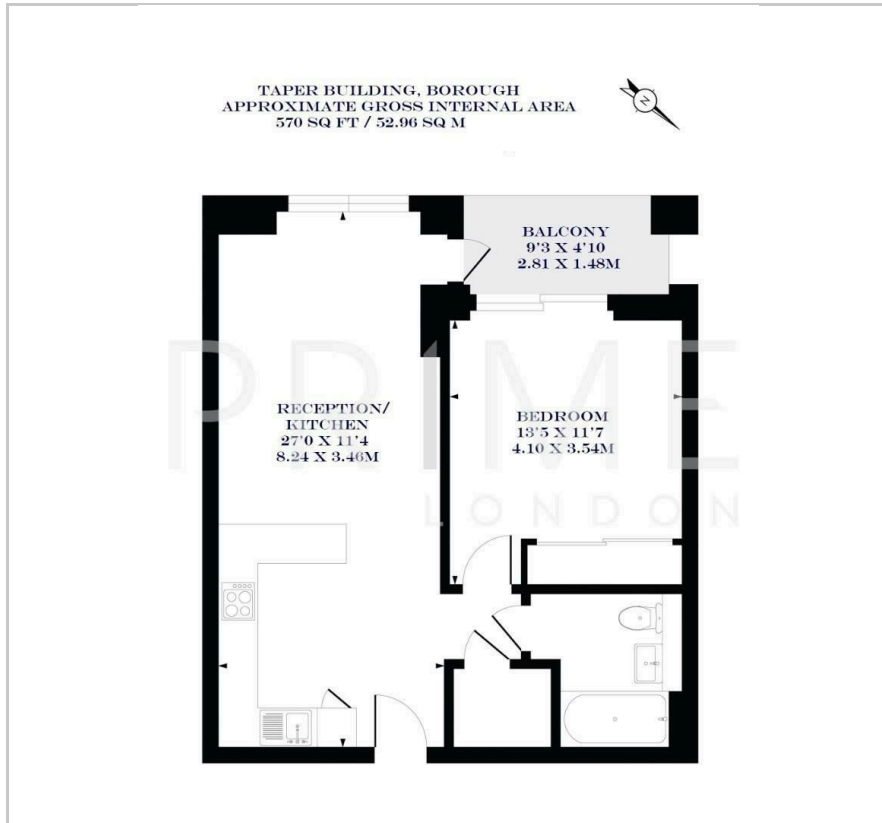 TAPER BUILDING, BOROUGH
APPROXIMATE GROSS INTERNAL AREA
570 SQ FT / 52.96 SQ M
N
BALCONY
9'3 X 4'10
2.81 X 1.48M
RECEPTION/
KITCHEN
27'0 X 11'4
8.24 X 3.46M
BEDROOM
13'5 X 11'7
4.10 X 3.54M
PRIME
LONDON